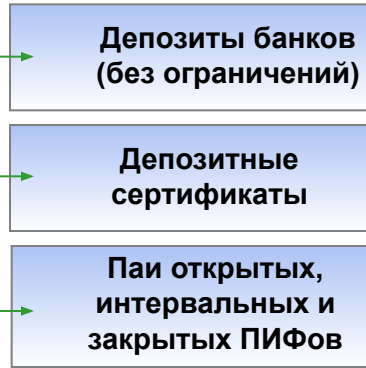 Депозиты банков
(без ограничений)
Депозитные
сертификаты
Паи открытых,
интервальных и
закрытых ПИФов